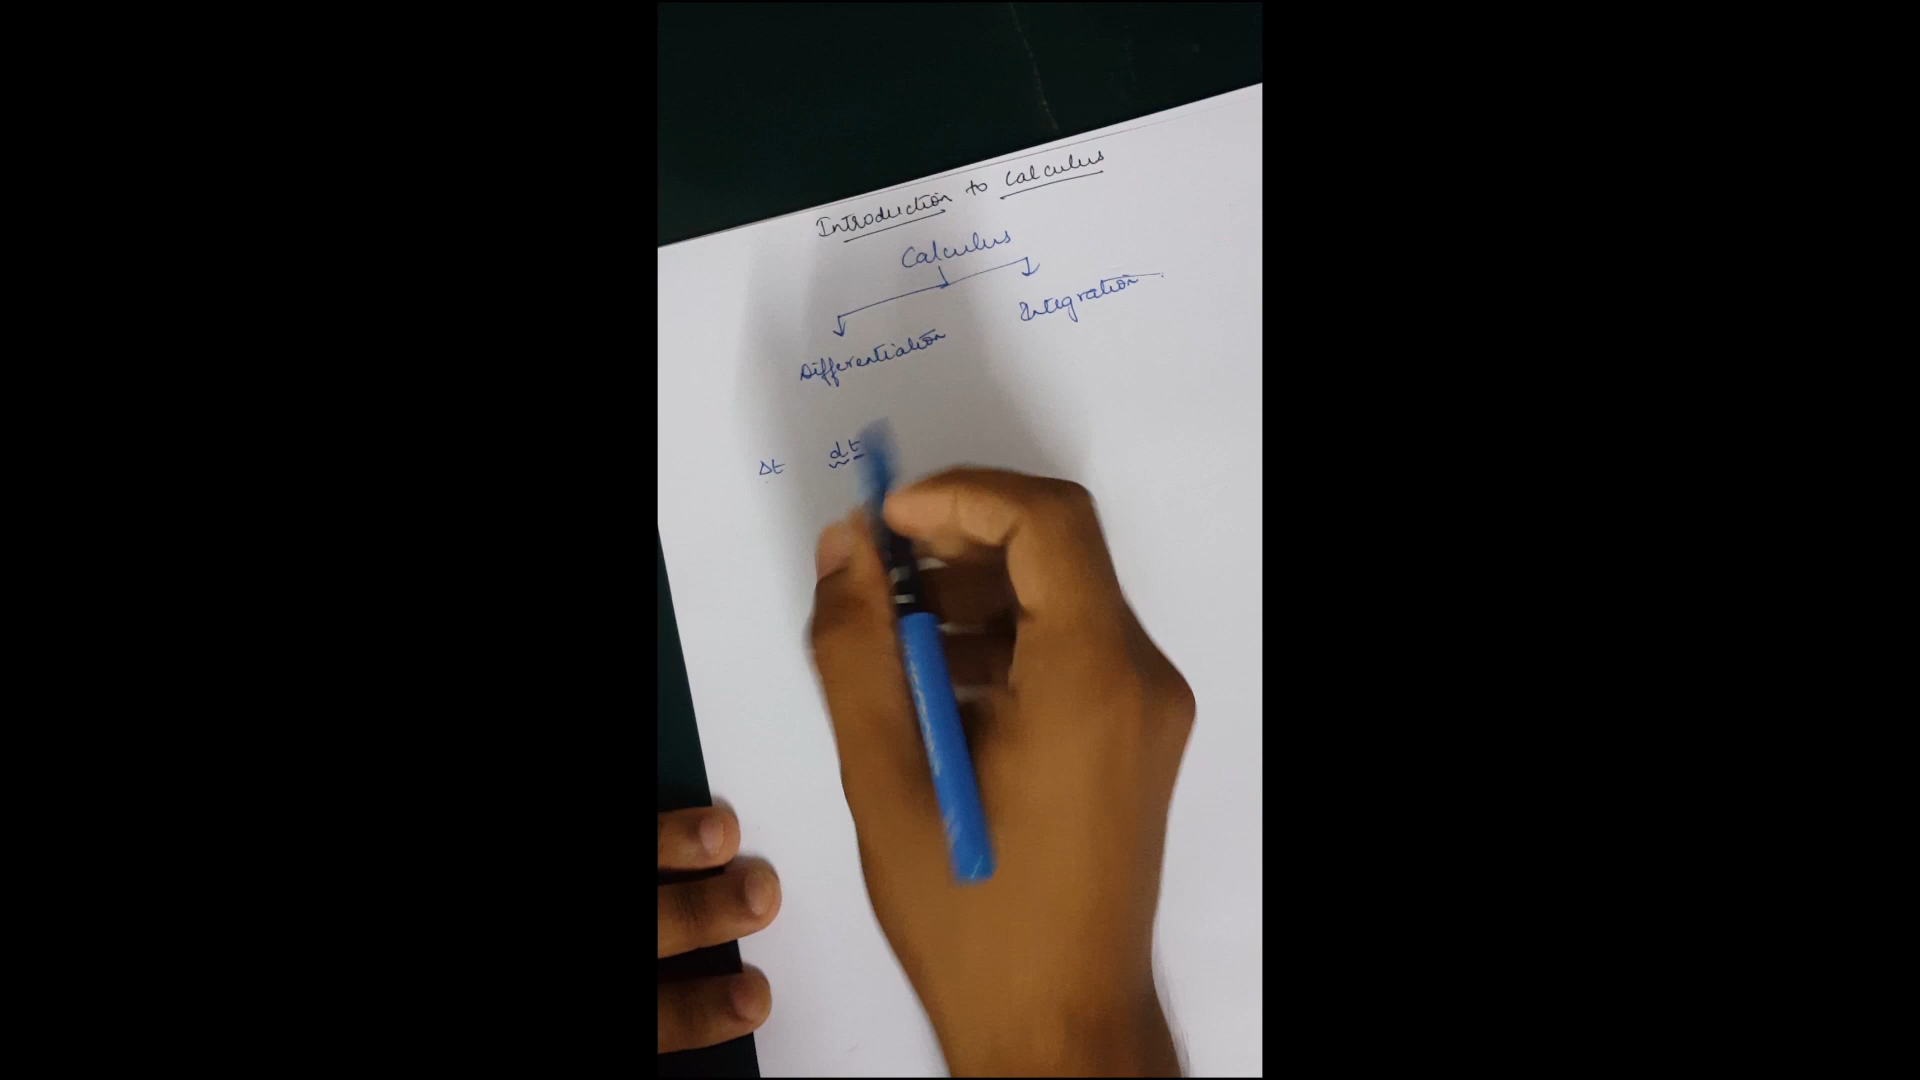 Introduction to Calculus
Calculus
Differentiation
Integration
Δt dt